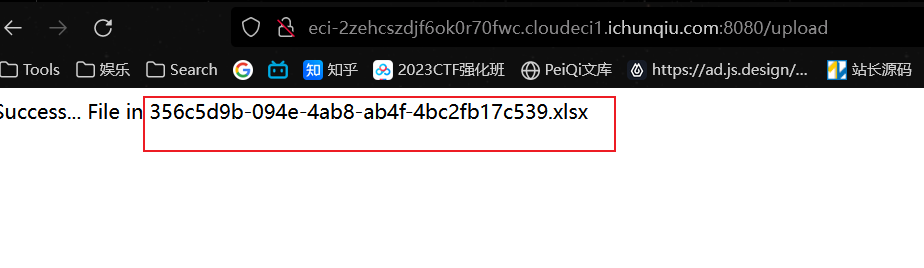 eci-2zehcszdjf6ok0r70fwc.cloudeci1.ichunqiu.com:8080/upload
Tools 娱乐 Search 知 知乎 2023CTF强化班 PeiQi文库 https://ad.js.design/... 站长源码
Success... File in 356c5d9b-094e-4ab8-ab4f-4bc2fb17c539.xlsx